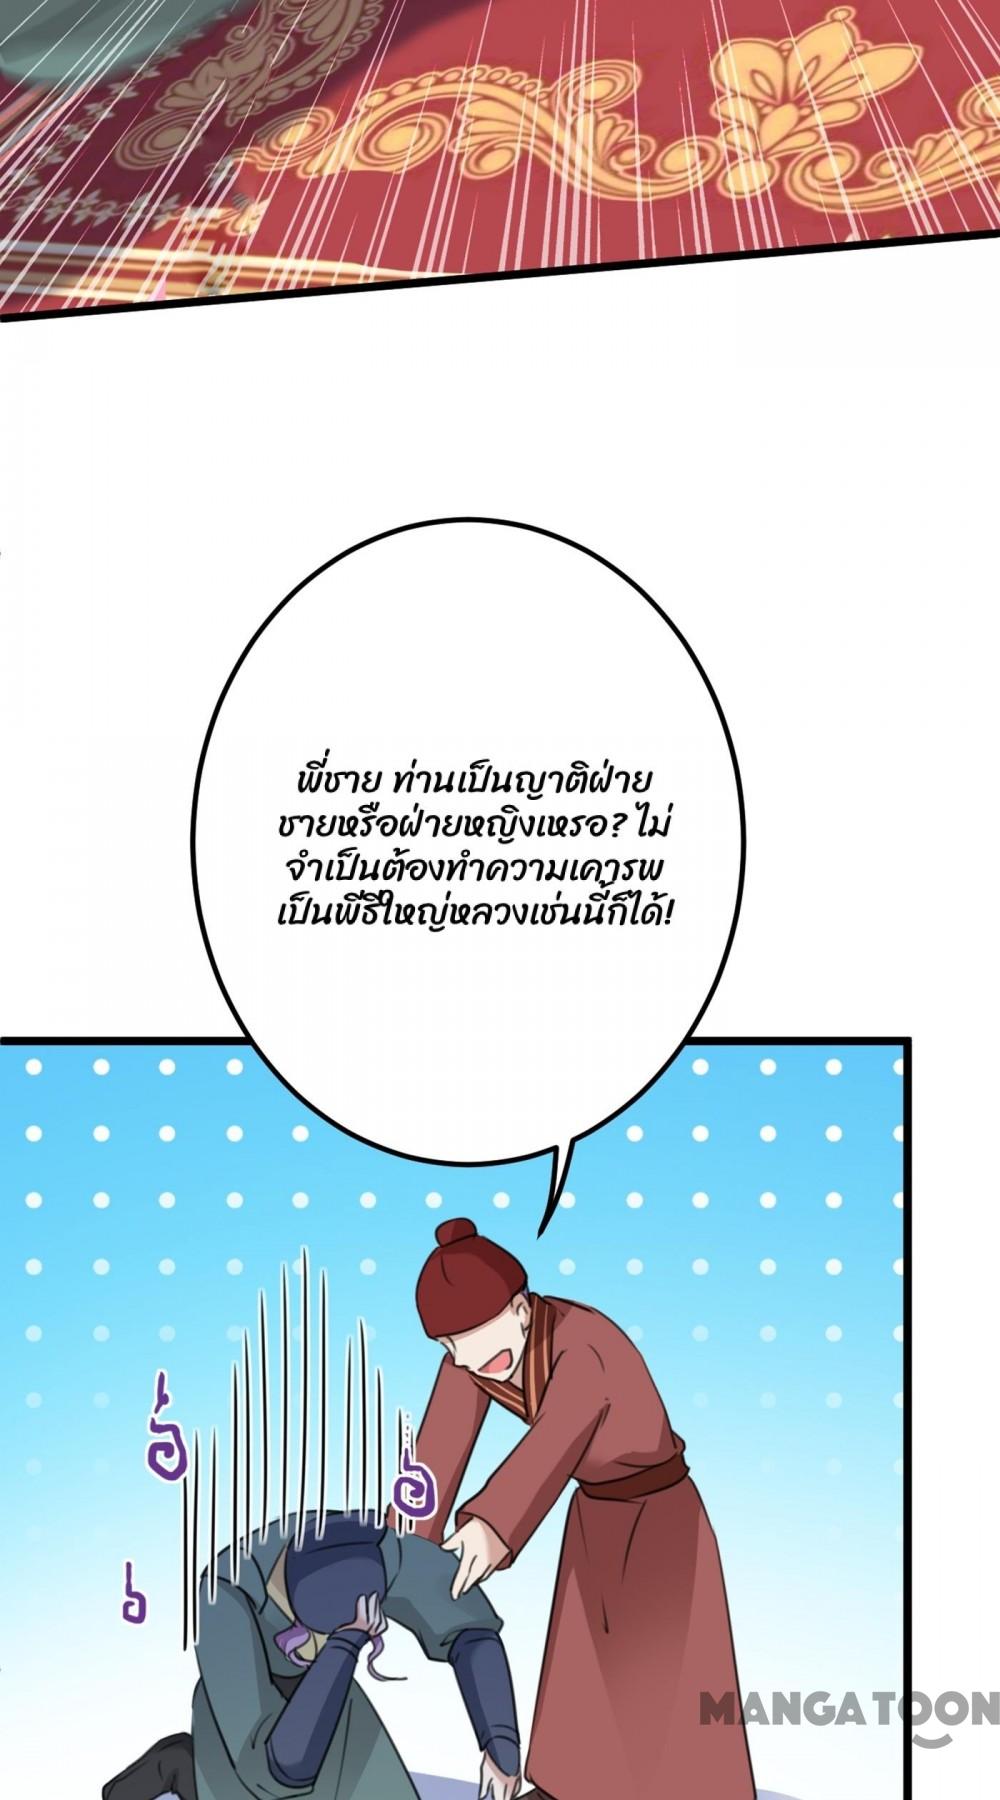 พี่ชาย ท่านเป็นญาติฝ่าย
ชายหรือฝ่ายหญิงเหรอ? ไม่
จำเป็นต้องทำความเคารพ
เป็นพิธีใหญ่หลวงเช่นนี้ก็ได้!
อ้
อ้
อ่
MANGATOON